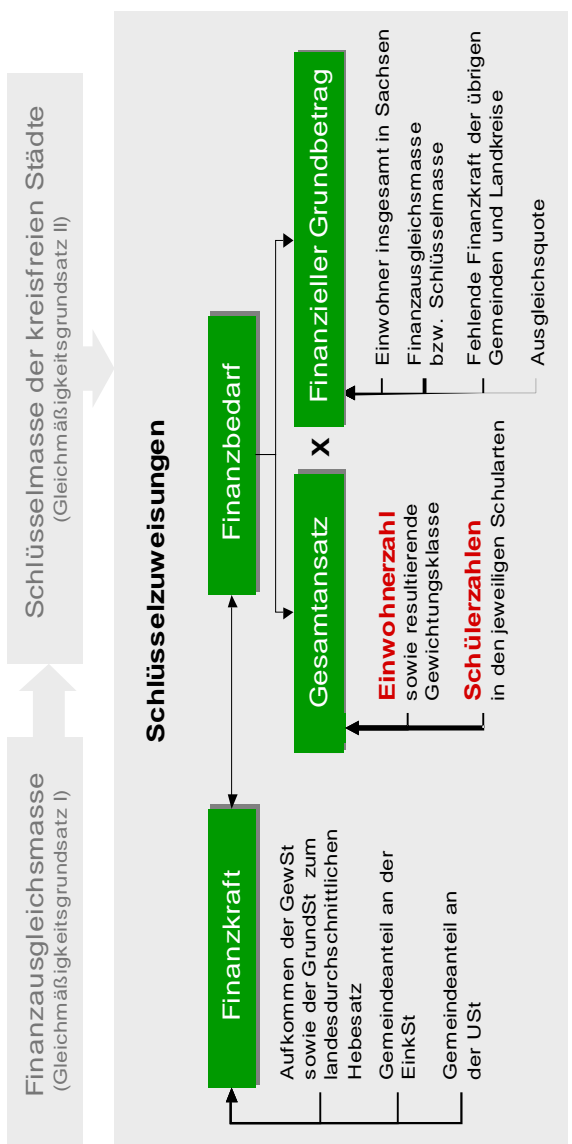 Finanzausgleichsmasse
(Gleichmäßigkeitsgrundsatz I)
Schlüsselmasse der kreisfreien Städte
(Gleichmäßigkeitsgrundsatz II)
Schlüsselzuweisungen
Finanzkraft
Finanzbedarf
Aufkommen der GewSt
sowie der GrundSt zum
landesdurchschnittlichen
Hebesatz
Gemeindeanteil an der
EinkSt
Gemeindeanteil an
der USt
Gesamtansatz
X
Finanzieller Grundbetrag
Einwohnerzahl
sowie resultierende
Gewichtungsklasse
Schülerzahlen
in den jeweiligen Schularten
Einwohner insgesamt in Sachsen
Finanzausgleichsmasse
bzw. Schlüsselmasse
Fehlende Finanzkraft der übrigen
Gemeinden und Landkreise
Ausgleichsquote